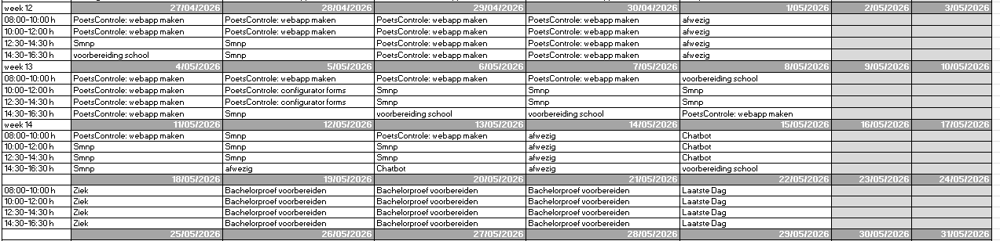 week 12 27/04/2026 28/04/2026 29/04/2026 30/04/2026 1/05/2026 2/05/2026 3/05/2026
08:00-10:00 h PoetsControle: webapp maken PoetsControle: webapp maken PoetsControle: webapp maken PoetsControle: webapp maken afwezig
10:00-12:00 h PoetsControle: webapp maken PoetsControle: webapp maken PoetsControle: webapp maken PoetsControle: webapp maken afwezig
12:30-14:30 h Smnp Smnp PoetsControle: webapp maken PoetsControle: webapp maken afwezig
14:30-16:30 h voorbereiding school Smnp PoetsControle: webapp maken PoetsControle: webapp maken afwezig
week 13 4/05/2026 5/05/2026 6/05/2026 7/05/2026 8/05/2026 9/05/2026 10/05/2026
08:00-10:00 h PoetsControle: webapp maken PoetsControle: webapp maken PoetsControle: webapp maken PoetsControle: webapp maken voorbereiding school
10:00-12:00 h PoetsControle: webapp maken PoetsControle: configurator forms Smnp Smnp Smnp
12:30-14:30 h PoetsControle: webapp maken PoetsControle: configurator forms Smnp Smnp Smnp
14:30-16:30 h PoetsControle: webapp maken Smnp voorbereiding school voorbereiding school PoetsControle: webapp maken
week 14 11/05/2026 12/05/2026 13/05/2026 14/05/2026 15/05/2026 16/05/2026 17/05/2026
08:00-10:00 h PoetsControle: webapp maken Smnp PoetsControle: webapp maken afwezig Chatbot
10:00-12:00 h Smnp Smnp Smnp afwezig Chatbot
12:30-14:30 h Smnp Smnp Smnp afwezig Chatbot
14:30-16:30 h Smnp afwezig Chatbot afwezig voorbereiding school
18/05/2026 19/05/2026 20/05/2026 21/05/2026 22/05/2026 23/05/2026 24/05/2026
08:00-10:00 h Ziek Bachelorproef voorbereiden Bachelorproef voorbereiden Bachelorproef voorbereiden Laatste Dag
10:00-12:00 h Ziek Bachelorproef voorbereiden Bachelorproef voorbereiden Bachelorproef voorbereiden Laatste Dag
12:30-14:30 h Ziek Bachelorproef voorbereiden Bachelorproef voorbereiden Bachelorproef voorbereiden Laatste Dag
14:30-16:30 h Ziek Bachelorproef voorbereiden Bachelorproef voorbereiden Bachelorproef voorbereiden Laatste Dag
25/05/2026 26/05/2026 27/05/2026 28/05/2026 29/05/2026 30/05/2026 31/05/2026